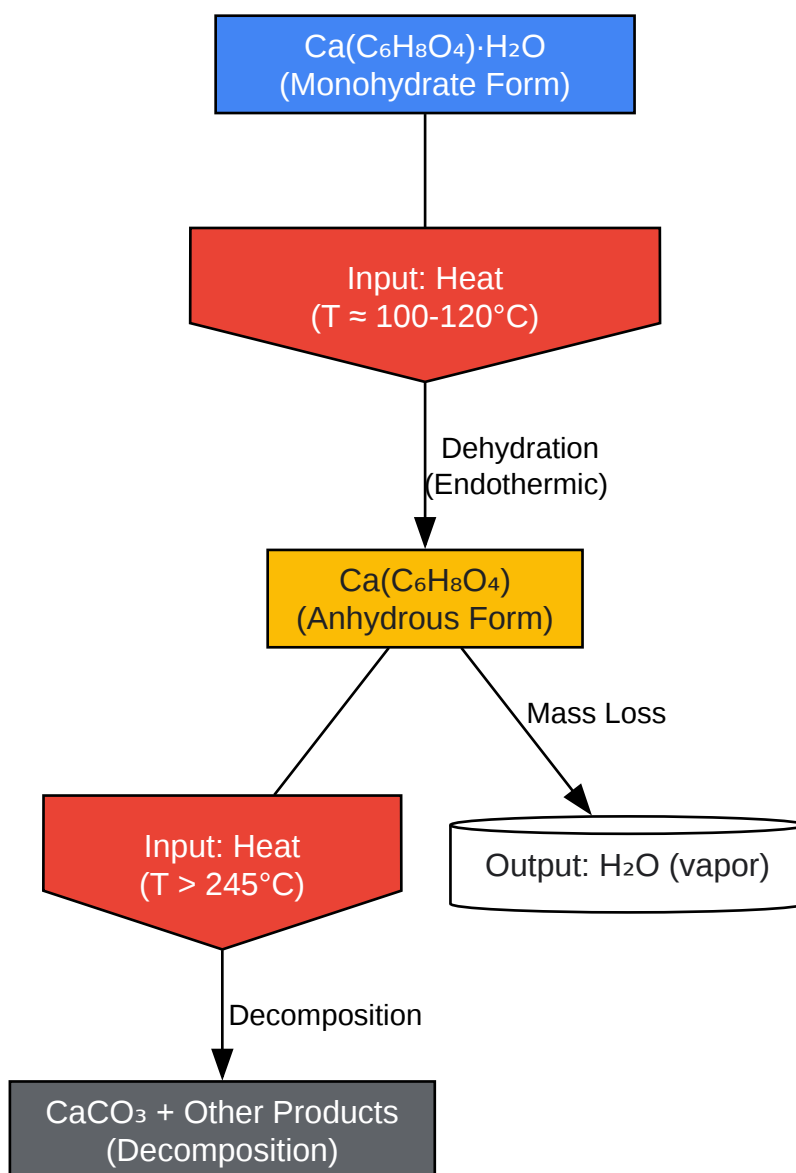 Ca(C₆H₈O₄)·H₂O
(Monohydrate Form)
Input: Heat
(T ≈ 100-120°C)
Dehydration
(Endothermic)
Ca(C₆H₈O₄)
(Anhydrous Form)
Mass Loss
Input: Heat
(T > 245°C)
Output: H₂O (vapor)
Decomposition
CaCO₃ + Other Products
(Decomposition)